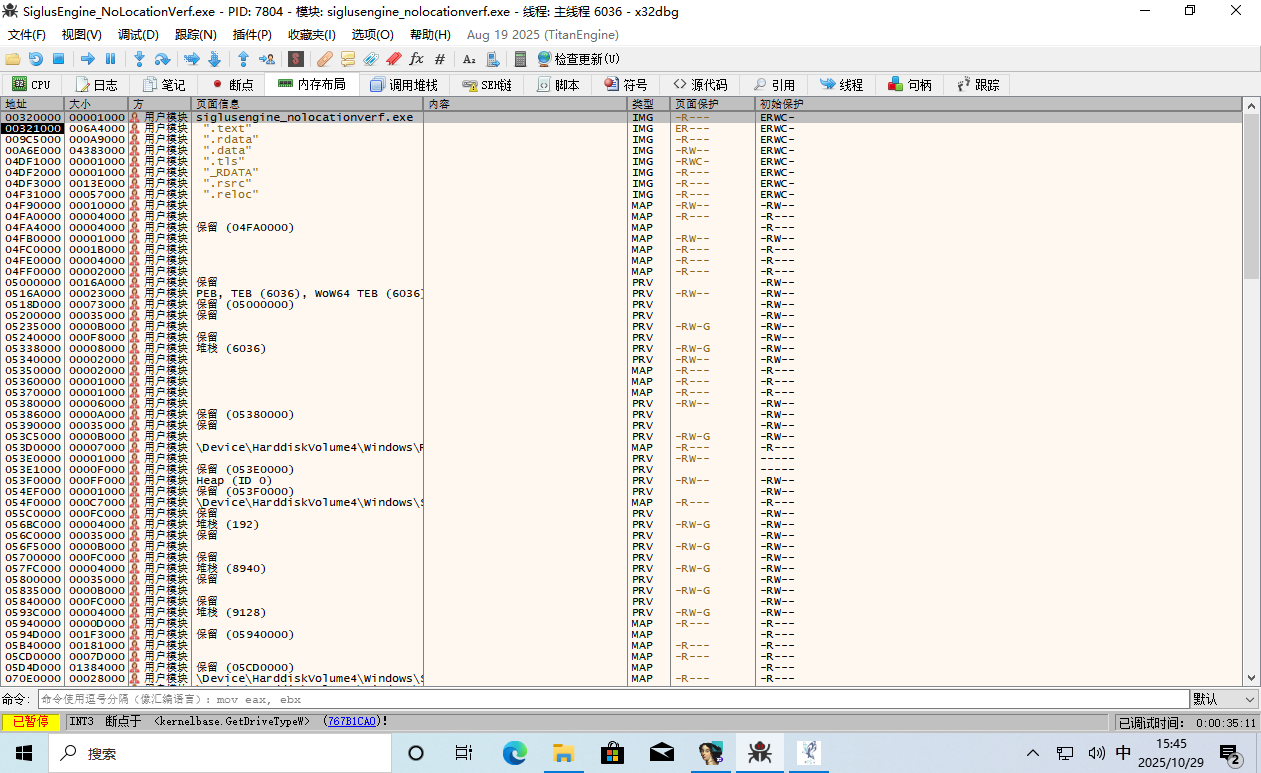 SiglusEngine_NoLocationVerf.exe - PID: 7804 - 模块: siglusengine_nolocationverf.exe - 线程: 主线程 6036 - x32dbg
文件(F) 视图(V) 调试(D) 跟踪(N) 插件(P) 收藏夹(I) 选项(O) 帮助(H) Aug 19 2025 (TitanEngine)
检查更新(U)
CPU 日志 笔记 断点 内存布局 调用堆栈 SEH链 脚本 符号 源代码 引用 线程 句柄 跟踪
地址 大小 方 页面信息 内容 类型 页面保护 初始保护
00320000 00001000 用户模块 siglusengine_nolocationverf.exe IMG -R--- ERWC-
00321000 006A4000 用户模块 ".text" IMG ER--- ERWC-
009C5000 000A9000 用户模块 ".rdata" IMG -R--- ERWC-
00A6E000 04383000 用户模块 ".data" IMG -RW-- ERWC-
04DF1000 00001000 用户模块 ".tls" IMG -RWC- ERWC-
04DF2000 00001000 用户模块 "_RDATA" IMG -R--- ERWC-
04DF3000 0013E000 用户模块 ".rsrc" IMG -R--- ERWC-
04F31000 00057000 用户模块 ".reloc" IMG -R--- ERWC-
04F90000 00010000 用户模块 MAP -RW-- -RW--
04FA0000 00004000 用户模块 MAP -R--- -R---
04FA4000 00004000 用户模块 保留 (04FA0000) MAP -R---
04FB0000 00001000 用户模块 MAP -RW-- -RW--
04FC0000 0001B000 用户模块 MAP -R--- -R---
04FE0000 00004000 用户模块 MAP -R--- -R---
04FF0000 00002000 用户模块 MAP -R--- -R---
05000000 0016A000 用户模块 保留 PRV -RW--
0516A000 00023000 用户模块 PEB, TEB (6036), WoW64 TEB (6036) PRV -RW-- -RW--
0518D000 00073000 用户模块 保留 (05000000) PRV -RW--
05200000 00035000 用户模块 保留 PRV -RW--
05235000 0000B000 用户模块 PRV -RW-G -RW--
05240000 000F8000 用户模块 保留 PRV -RW--
05338000 00008000 用户模块 堆栈 (6036) PRV -RW-G -RW--
05340000 00002000 用户模块 PRV -RW-- -RW--
05350000 00002000 用户模块 MAP -R--- -R---
05360000 00001000 用户模块 MAP -R--- -R---
05370000 00001000 用户模块 MAP -R--- -R---
05380000 00006000 用户模块 PRV -RW-- -RW--
05386000 0000A000 用户模块 保留 (05380000) PRV -RW--
05390000 00035000 用户模块 保留 PRV -RW--
053C5000 0000B000 用户模块 PRV -RW-G -RW--
053D0000 00007000 用户模块 \Device\HarddiskVolume4\Windows\ MAP -R--- -R---
053E0000 00001000 用户模块 PRV -RW-- -----
053E1000 0000F000 用户模块 保留 (053E0000) PRV -----
053F0000 000FF000 用户模块 Heap (ID 0) PRV -RW-- -RW--
054EF000 00001000 用户模块 保留 (053F0000) PRV -RW--
054F0000 000C7000 用户模块 \Device\HarddiskVolume4\Windows\ MAP -R--- -R---
055C0000 000FC000 用户模块 保留 PRV -RW--
056BC000 00004000 用户模块 堆栈 (192) PRV -RW-G -RW--
056C0000 00035000 用户模块 保留 PRV -RW--
056F5000 0000B000 用户模块 PRV -RW-G -RW--
05700000 000FC000 用户模块 保留 PRV -RW--
057FC000 00004000 用户模块 堆栈 (8940) PRV -RW-G -RW--
05800000 00035000 用户模块 保留 PRV -RW--
05835000 0000B000 用户模块 PRV -RW-G -RW--
05840000 000FC000 用户模块 保留 PRV -RW--
0593C000 00004000 用户模块 堆栈 (9128) PRV -RW-G -RW--
05940000 0000D000 用户模块 MAP -R--- -R---
0594D000 001F3000 用户模块 保留 (05940000) MAP -R---
05B40000 00181000 用户模块 MAP -R--- -R---
05CD0000 0007D000 用户模块 MAP -R--- -R---
05D4D000 01384000 用户模块 保留 (05CD0000) MAP -R---
070E0000 00028000 用户模块 \Device\HarddiskVolume4\Windows\ MAP -R--- -R---
命令: 命令使用逗号分隔（像汇编语言）: mov eax, ebx 默认
已暂停 INT3 断点于 <kernelbase.GetDriveTypeW> (767B1CA0)! 已调试时间: 0:00:35:11
搜索 中 15:45
2025/10/29 2